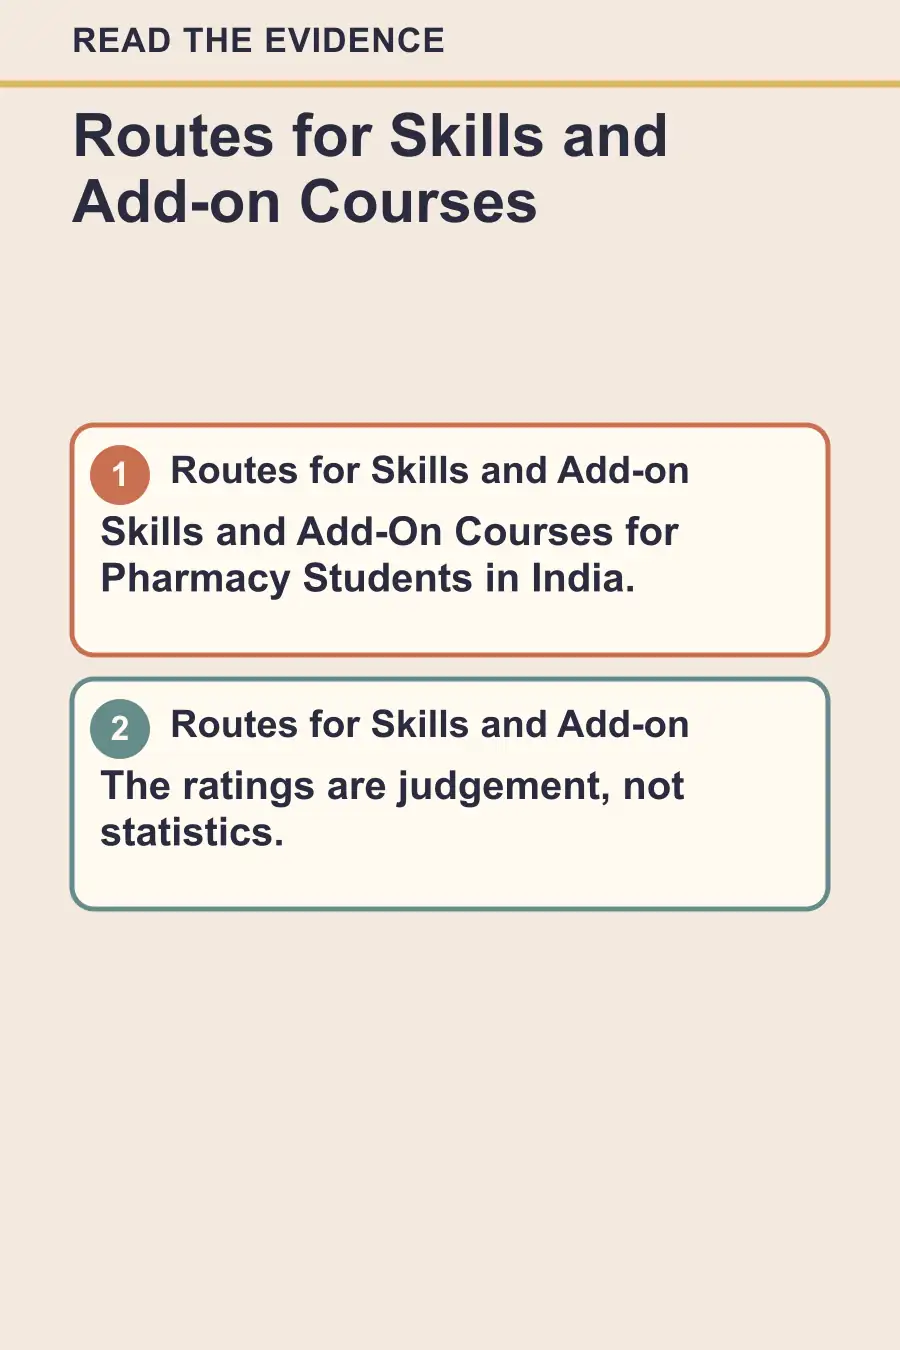 READ THE EVIDENCE
Routes for Skills and
Add-on Courses
1 Routes for Skills and Add-on
Skills and Add-On Courses for
Pharmacy Students in India.
2 Routes for Skills and Add-on
The ratings are judgement, not
statistics.